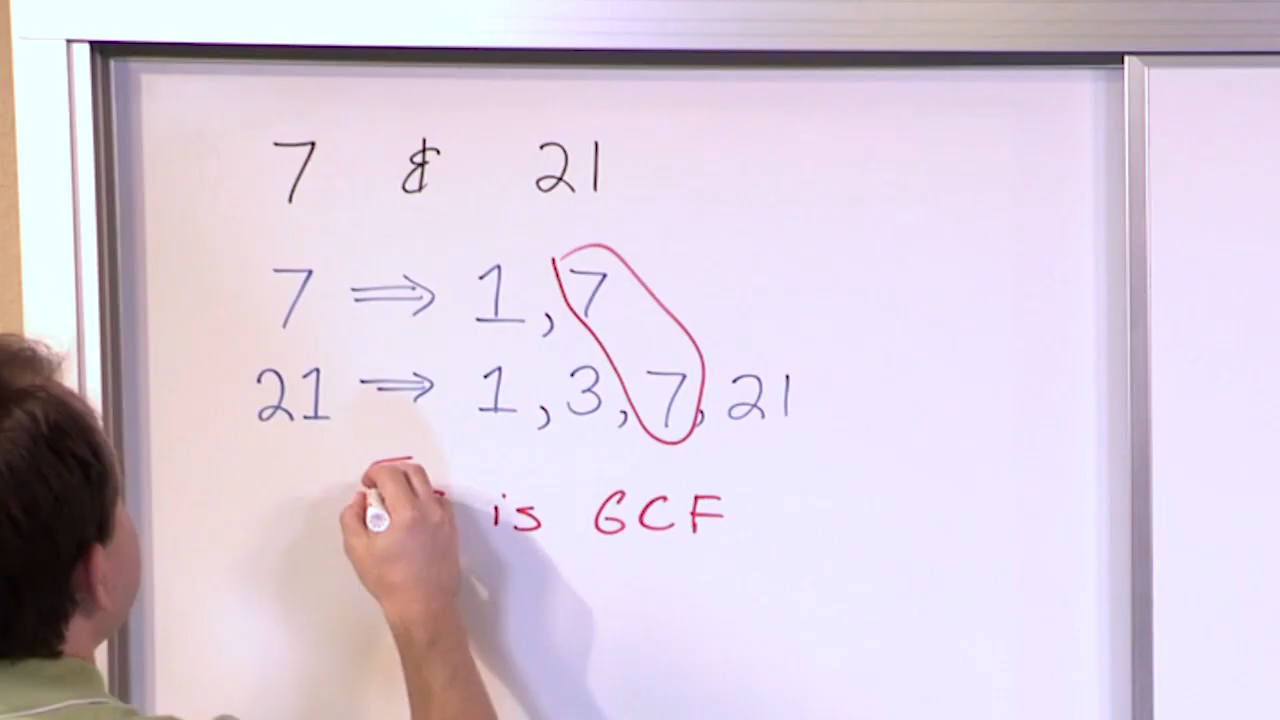 7 & 21
7 ⇒ 1, 7
21 ⇒ 1, 3, 7, 21
is GCF